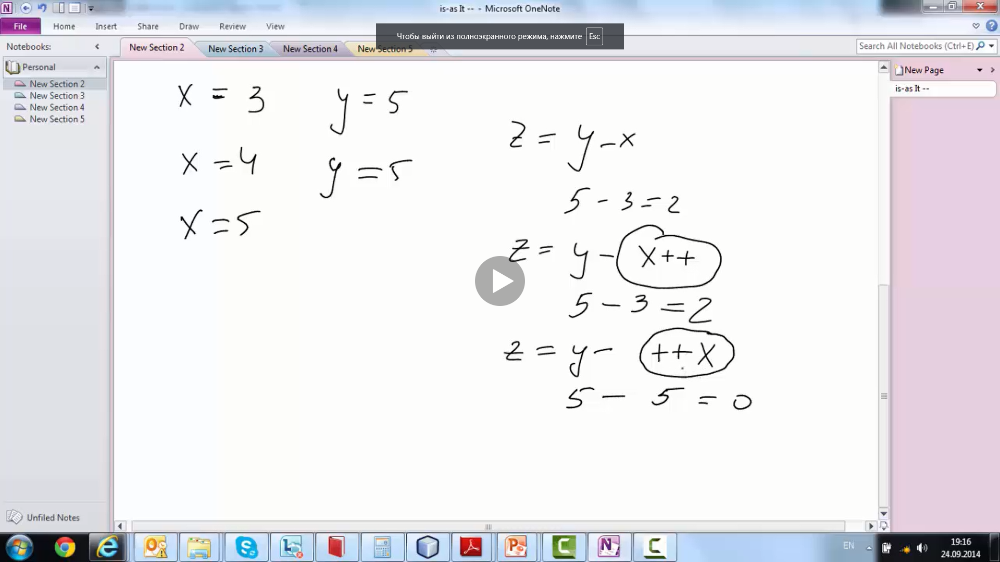 is-as It -- - Microsoft OneNote
File Home Insert Share Draw Review View
Чтобы выйти из полноэкранного режима, нажмите Esc
Notebooks:
New Section 2 New Section 3 New Section 4 New Section 5
Search All Notebooks (Ctrl+E)
Personal
New Section 2
New Section 3
New Section 4
New Section 5
New Page
is-as It --
x = 3 y = 5
x = 4 y = 5
x = 5
z = y - x
5 - 3 = 2
z = y - x++
5 - 3 = 2
z = y - ++x
5 - 5 = 0
Unfiled Notes
EN
19:16
24.09.2014